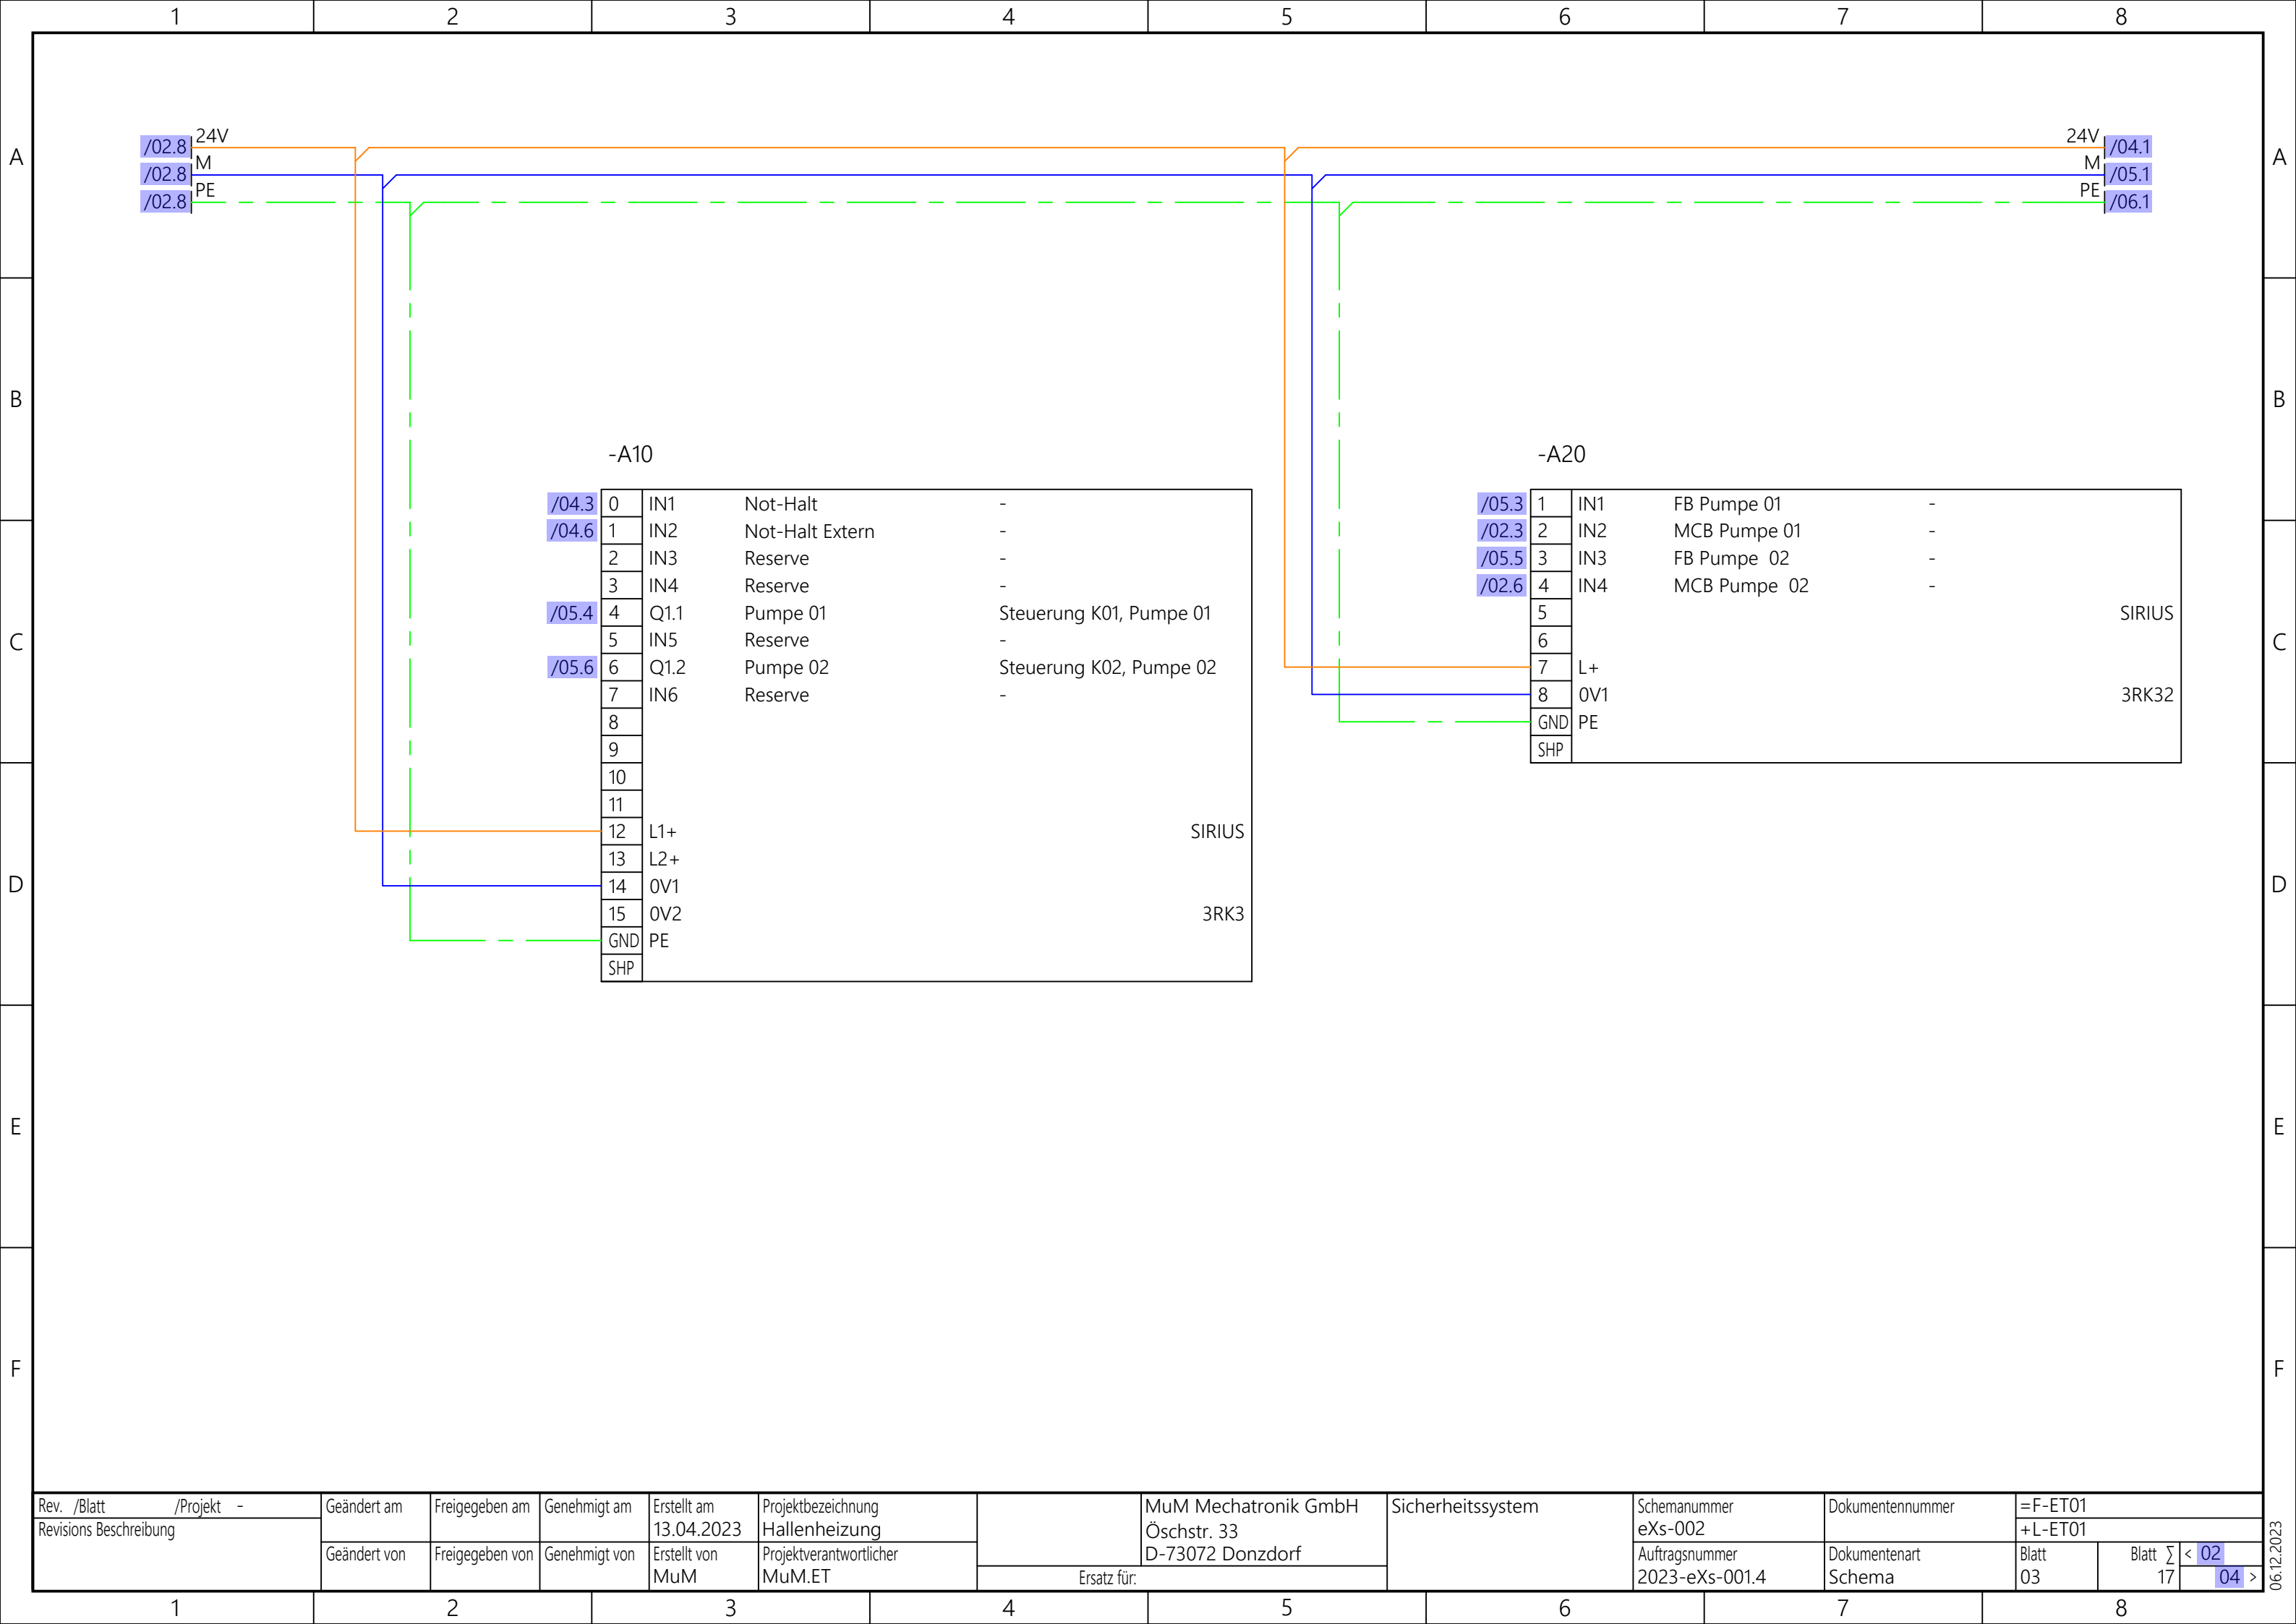 1 2 3 4 5 6 7 8
24V 24V
/02.8 /04.1
A A
M M
/02.8 /05.1
PE PE
/02.8 /06.1
B B
-A10 -A20
/04.3 0 IN1 Not-Halt - /05.3 1 IN1 FB Pumpe 01 -
/04.6 1 IN2 Not-Halt Extern - /02.3 2 IN2 MCB Pumpe 01 -
2 IN3 Reserve - /05.5 3 IN3 FB Pumpe 02 -
3 IN4 Reserve - /02.6 4 IN4 MCB Pumpe 02 -
/05.4 4 Q1.1 Pumpe 01 Steuerung K01, Pumpe 01 5 SIRIUS
C 5 IN5 Reserve - 6 C
/05.6 6 Q1.2 Pumpe 02 Steuerung K02, Pumpe 02 7 L+
7 IN6 Reserve - 8 0V1 3RK32
8 GND PE
9 SHP
10
11
12 L1+ SIRIUS
13 L2+
D 14 0V1 D
15 0V2 3RK3
GND PE
SHP
E E
F F
Rev. /Blatt /Projekt - Geändert am Freigegeben am Genehmigt am Erstellt am Projektbezeichnung MuM Mechatronik GmbH Sicherheitssystem Schemanummer Dokumentennummer =F-ET01
Revisions Beschreibung 13.04.2023 Hallenheizung Öschstr. 33 eXs-002 +L-ET01
Geändert von Freigegeben von Genehmigt von Erstellt von Projektverantwortlicher D-73072 Donzdorf Auftragsnummer Dokumentenart Blatt Blatt ∑ < 02
MuM MuM.ET Ersatz für: 2023-eXs-001.4 Schema 03 17 04 >
06.12.2023
1 2 3 4 5 6 7 8